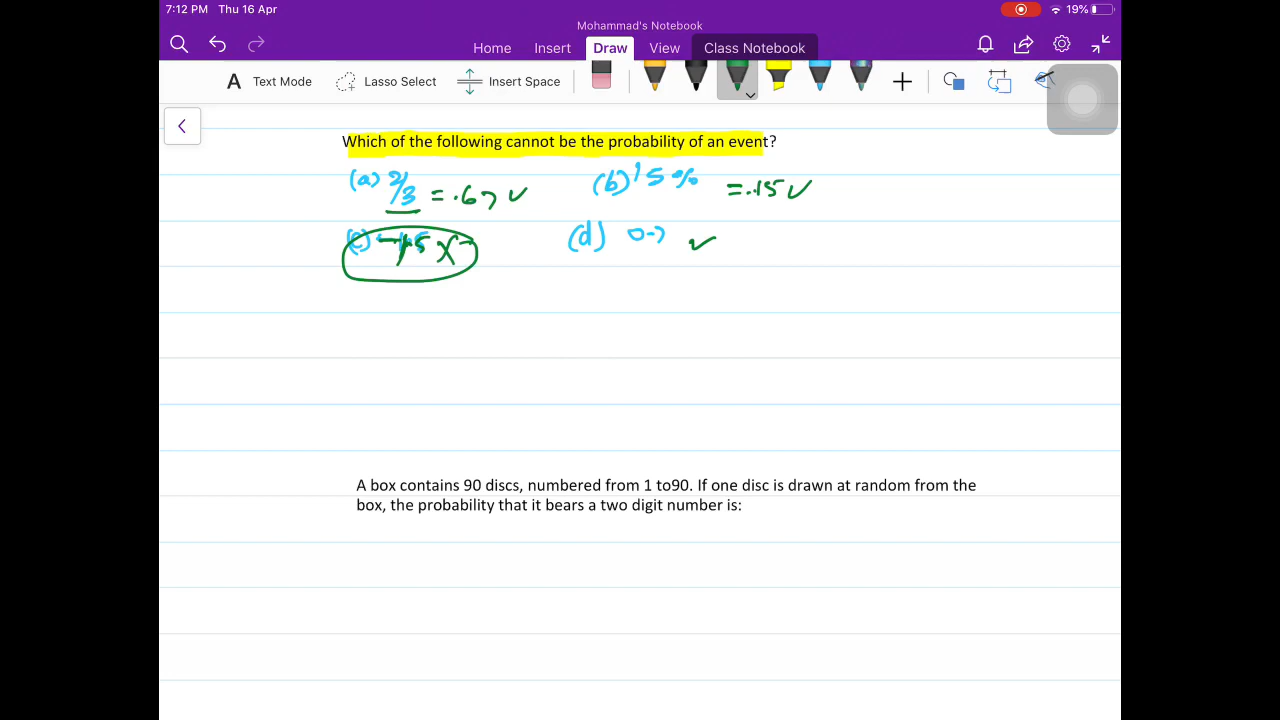 7:12 PM Thu 16 Apr
19%
Mohammad's Notebook
Home Insert Draw View Class Notebook
A Text Mode Lasso Select Insert Space
Which of the following cannot be the probability of an event?
(a) 2/3 = .67 ✓ (b) 15 % = .15 ✓
(c) -1.5 X (d) 0.7 ✓
A box contains 90 discs, numbered from 1 to90. If one disc is drawn at random from the
box, the probability that it bears a two digit number is: